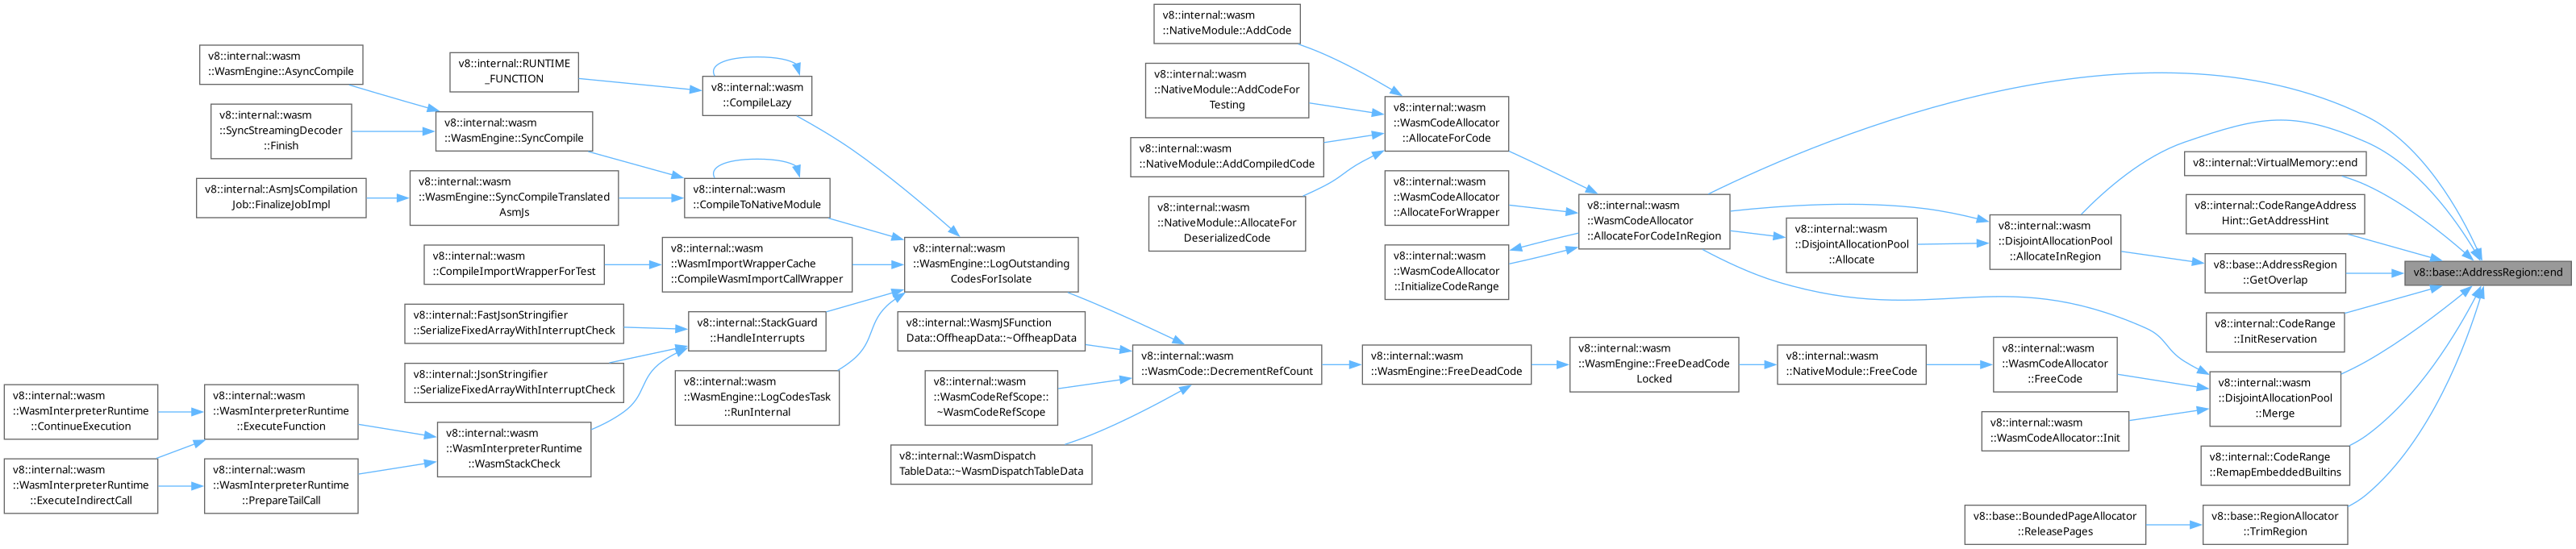 v8::internal::wasm
::WasmEngine::AsyncCompile
v8::internal::wasm
::SyncStreamingDecoder
::Finish
v8::internal::AsmJsCompilation
Job::FinalizeJobImpl
v8::internal::wasm
::WasmInterpreterRuntime
::ContinueExecution
v8::internal::wasm
::WasmInterpreterRuntime
::ExecuteIndirectCall
v8::internal::wasm
::WasmInterpreterRuntime
::ExecuteFunction
v8::internal::wasm
::WasmInterpreterRuntime
::PrepareTailCall
v8::internal::RUNTIME
_FUNCTION
v8::internal::wasm
::WasmEngine::SyncCompile
v8::internal::wasm
::WasmEngine::SyncCompileTranslated
AsmJs
v8::internal::wasm
::CompileImportWrapperForTest
v8::internal::FastJsonStringifier
::SerializeFixedArrayWithInterruptCheck
v8::internal::JsonStringifier
::SerializeFixedArrayWithInterruptCheck
v8::internal::wasm
::WasmInterpreterRuntime
::WasmStackCheck
v8::internal::wasm
::CompileLazy
v8::internal::wasm
::CompileToNativeModule
v8::internal::wasm
::WasmImportWrapperCache
::CompileWasmImportCallWrapper
v8::internal::StackGuard
::HandleInterrupts
v8::internal::wasm
::WasmEngine::LogCodesTask
::RunInternal
v8::internal::wasm
::WasmEngine::LogOutstanding
CodesForIsolate
v8::internal::WasmJSFunction
Data::OffheapData::~OffheapData
v8::internal::wasm
::WasmCodeRefScope::
~WasmCodeRefScope
v8::internal::WasmDispatch
TableData::~WasmDispatchTableData
v8::internal::wasm
::NativeModule::AddCode
v8::internal::wasm
::NativeModule::AddCodeFor
Testing
v8::internal::wasm
::NativeModule::AddCompiledCode
v8::internal::wasm
::NativeModule::AllocateFor
DeserializedCode
v8::internal::wasm
::WasmCode::DecrementRefCount
v8::internal::wasm
::WasmCodeAllocator
::AllocateForCode
v8::internal::wasm
::WasmCodeAllocator
::AllocateForWrapper
v8::internal::wasm
::WasmCodeAllocator
::InitializeCodeRange
v8::internal::wasm
::WasmEngine::FreeDeadCode
v8::internal::wasm
::WasmCodeAllocator
::AllocateForCodeInRegion
v8::internal::wasm
::WasmEngine::FreeDeadCode
Locked
v8::internal::wasm
::DisjointAllocationPool
::Allocate
v8::internal::wasm
::NativeModule::FreeCode
v8::internal::wasm
::DisjointAllocationPool
::AllocateInRegion
v8::internal::wasm
::WasmCodeAllocator
::FreeCode
v8::internal::wasm
::WasmCodeAllocator::Init
v8::base::BoundedPageAllocator
::ReleasePages
v8::internal::VirtualMemory::end
v8::internal::CodeRangeAddress
Hint::GetAddressHint
v8::base::AddressRegion
::GetOverlap
v8::internal::CodeRange
::InitReservation
v8::internal::wasm
::DisjointAllocationPool
::Merge
v8::internal::CodeRange
::RemapEmbeddedBuiltins
v8::base::RegionAllocator
::TrimRegion
v8::base::AddressRegion::end